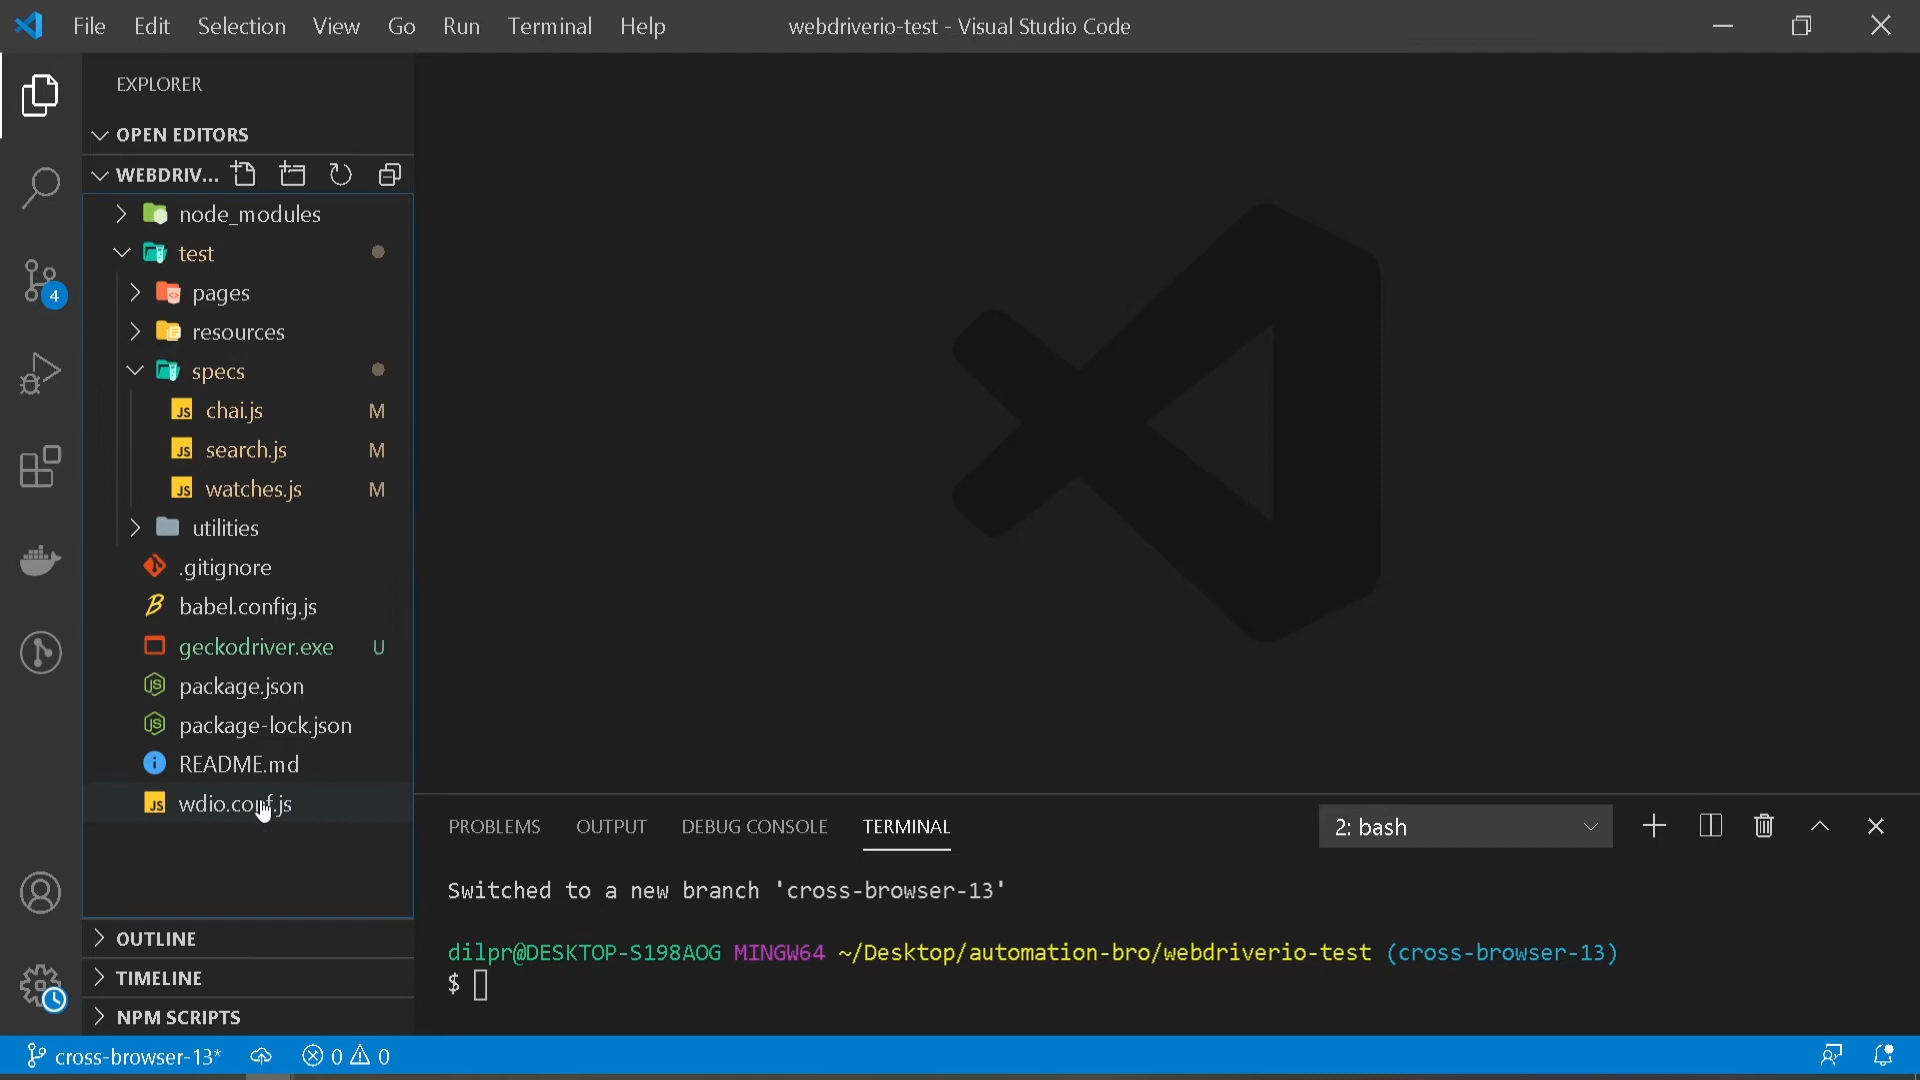 File Edit Selection View Go Run Terminal Help
webdriverio-test - Visual Studio Code
EXPLORER
OPEN EDITORS
WEBDRIV...
node_modules
test
pages
resources
specs
JS chai.js M
JS search.js M
JS watches.js M
utilities
.gitignore
babel.config.js
geckodriver.exe U
package.json
package-lock.json
README.md
JS wdio.conf.js
OUTLINE
TIMELINE
NPM SCRIPTS
4
PROBLEMS OUTPUT DEBUG CONSOLE TERMINAL
2: bash
Switched to a new branch 'cross-browser-13'
dilpr@DESKTOP-S198AOG MINGW64 ~/Desktop/automation-bro/webdriverio-test (cross-browser-13)
$
cross-browser-13* 0 0